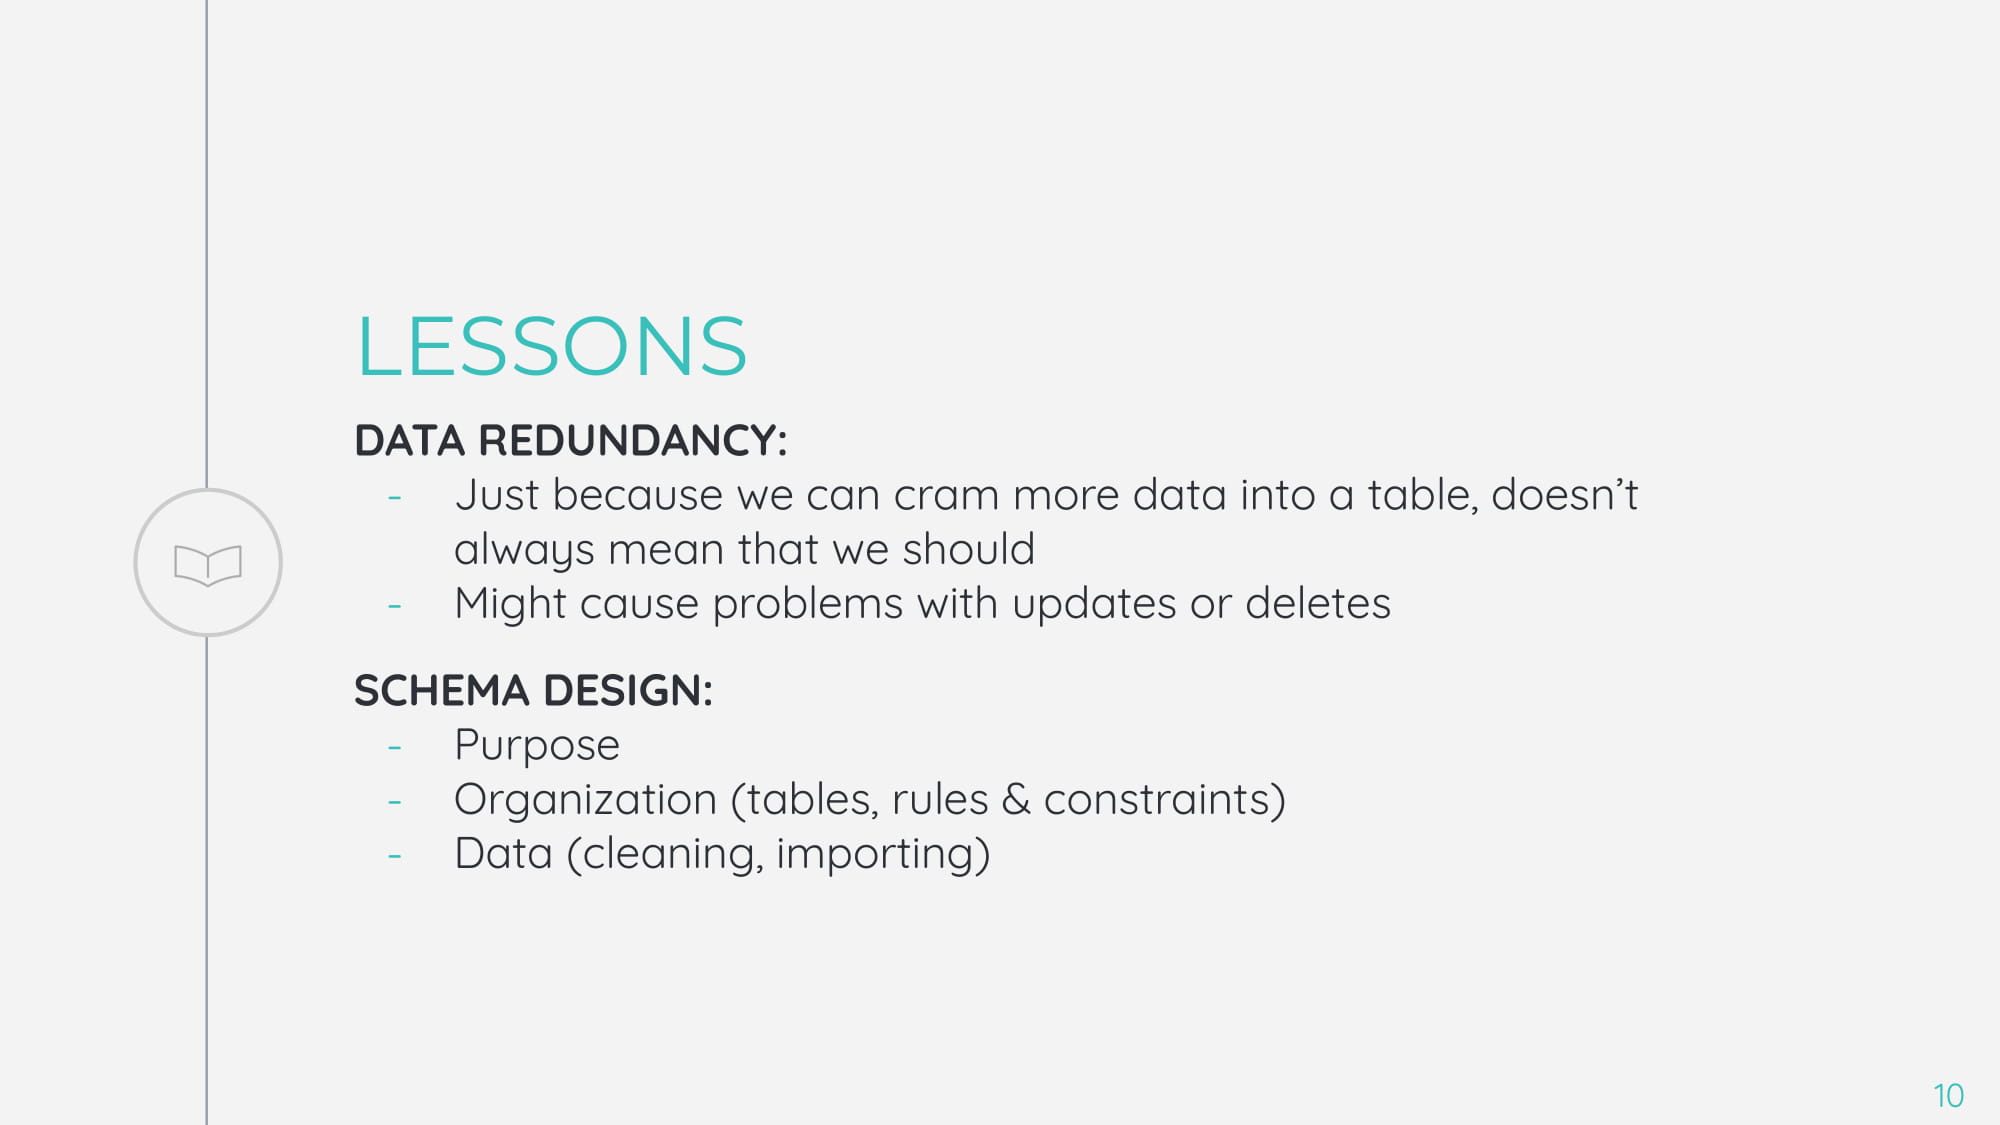 LESSONS
DATA REDUNDANCY:
- Just because we can cram more data into a table, doesn’t
always mean that we should
- Might cause problems with updates or deletes
SCHEMA DESIGN:
- Purpose
- Organization (tables, rules & constraints)
- Data (cleaning, importing)
10